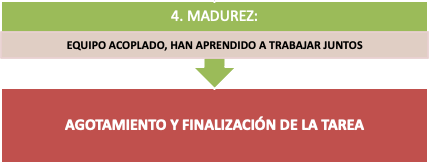 4. MADUREZ:
EQUIPO ACOPLADO, HAN APRENDIDO A TRABAJAR JUNTOS
AGOTAMIENTO Y FINALIZACIÓN DE LA TAREA